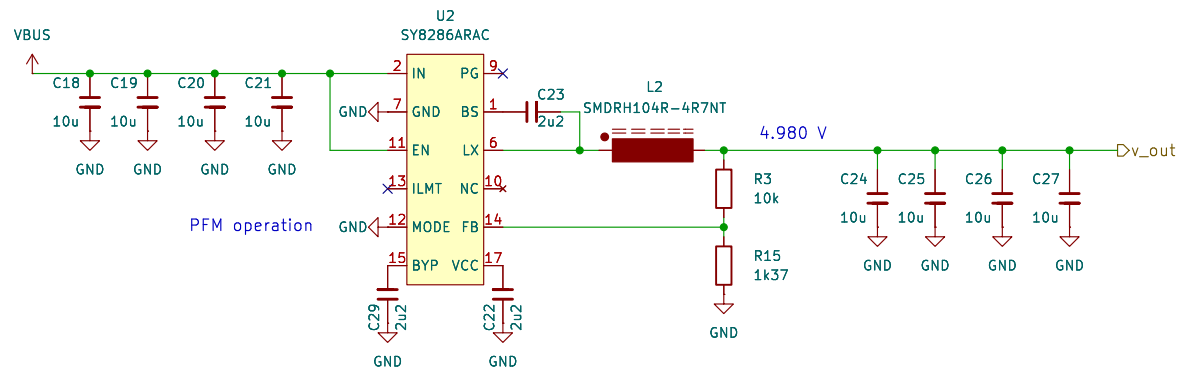 U2
SY8286ARAC
VBUS
C18
10u
GND
C19
10u
GND
C20
10u
GND
C21
10u
GND
2
IN
PG
9
GND
7
GND
BS
1
C23
2u2
11
EN
LX
6
L2
SMDRH104R-4R7NT
4.980 V
v_out
13
ILMT
NC
10
PFM operation
GND
12
MODE
FB
14
15
BYP
VCC
17
C29
2u2
GND
C22
2u2
GND
R3
10k
R15
1k37
GND
C24
10u
GND
C25
10u
GND
C26
10u
GND
C27
10u
GND